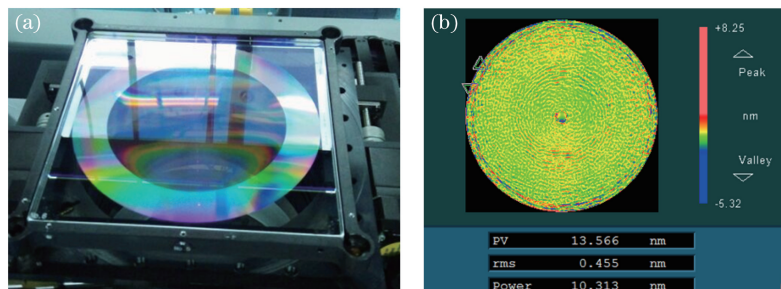 (a)
(b)
+8.25
Peak
nm
Valley
-5.32
PV 13.566 nm
rms 0.455 nm
Power 10.313 nm